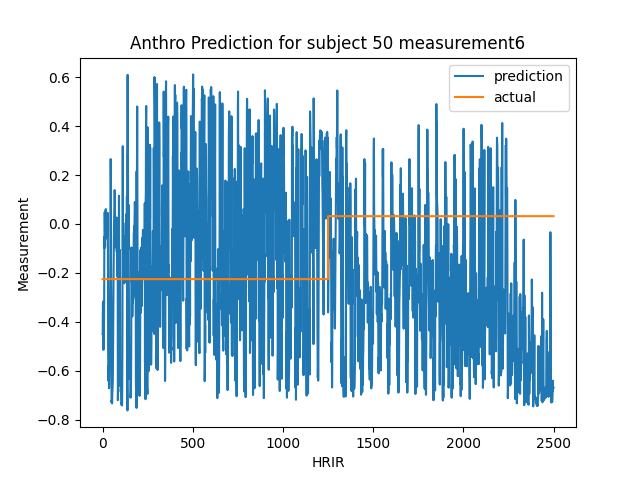 Anthro Prediction for subject 50 measurement6
prediction
actual
0.6
0.4
0.2
0.0
−0.2
−0.4
−0.6
−0.8
Measurement
0 500 1000 1500 2000 2500
HRIR